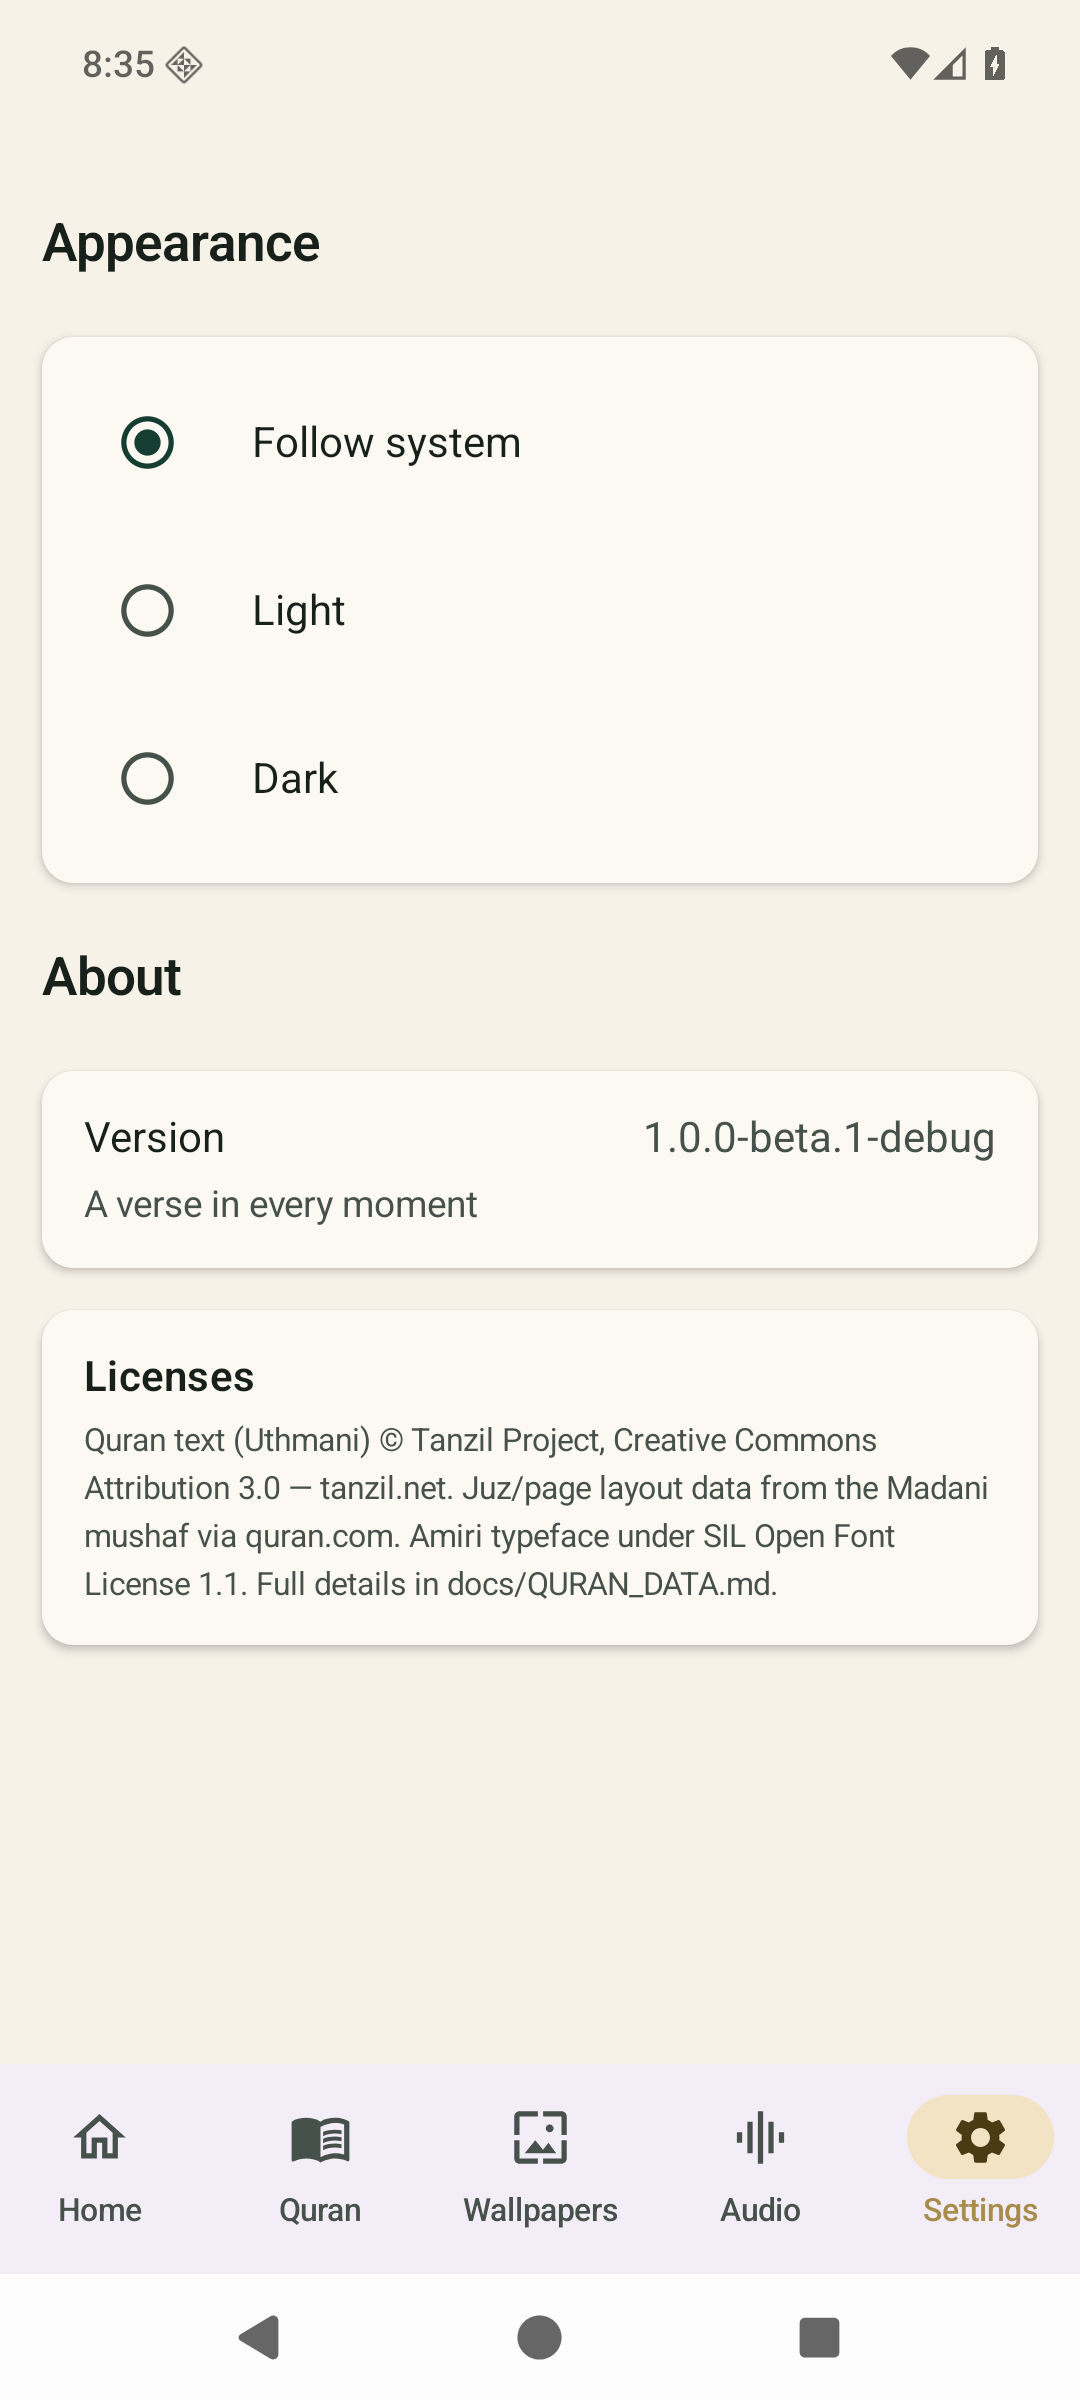 8:35
Appearance
Follow system
Light
Dark
About
Version 1.0.0-beta.1-debug
A verse in every moment
Licenses
Quran text (Uthmani) © Tanzil Project, Creative Commons
Attribution 3.0 — tanzil.net. Juz/page layout data from the Madani
mushaf via quran.com. Amiri typeface under SIL Open Font
License 1.1. Full details in docs/QURAN_DATA.md.
Home Quran Wallpapers Audio Settings